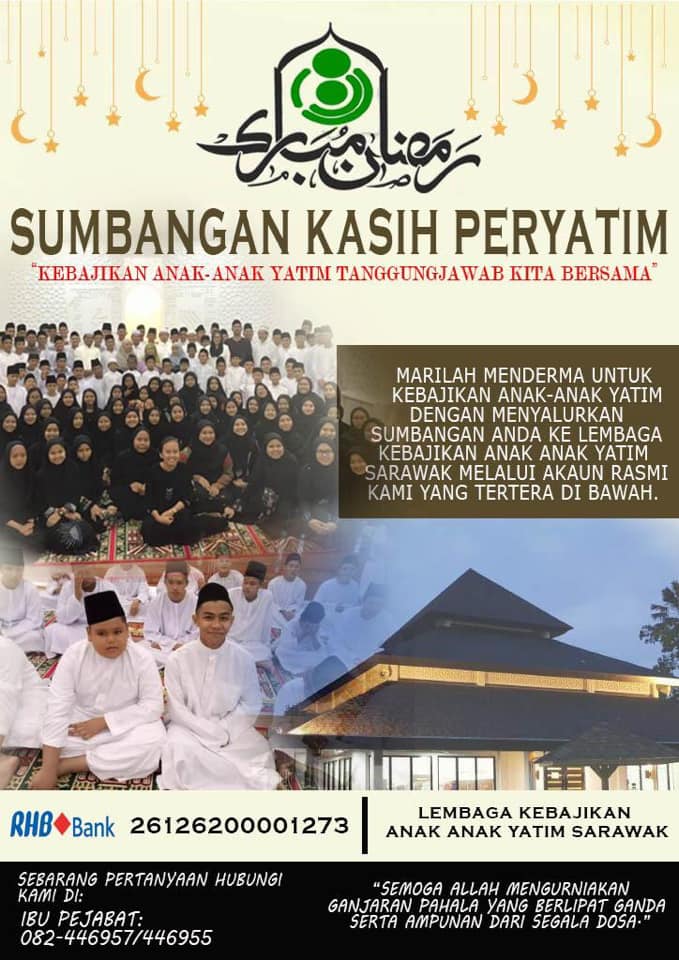 رمضان مبارك
SUMBANGAN KASIH PERYATIM
"KEBAJIKAN ANAK-ANAK YATIM TANGGUNGJAWAB KITA BERSAMA"
MARILAH MENDERMA UNTUK
KEBAJIKAN ANAK-ANAK YATIM
DENGAN MENYALURKAN
SUMBANGAN ANDA KE LEMBAGA
KEBAJIKAN ANAK ANAK YATIM
SARAWAK MELALUI AKAUN RASMI
KAMI YANG TERTERA DI BAWAH.
RHB Bank 26126200001273
LEMBAGA KEBAJIKAN
ANAK ANAK YATIM SARAWAK
SEBARANG PERTANYAAN HUBUNGI
KAMI DI:
IBU PEJABAT:
082-446957/446955
"SEMOGA ALLAH MENGURNIAKAN
GANJARAN PAHALA YANG BERLIPAT GANDA
SERTA AMPUNAN DARI SEGALA DOSA."